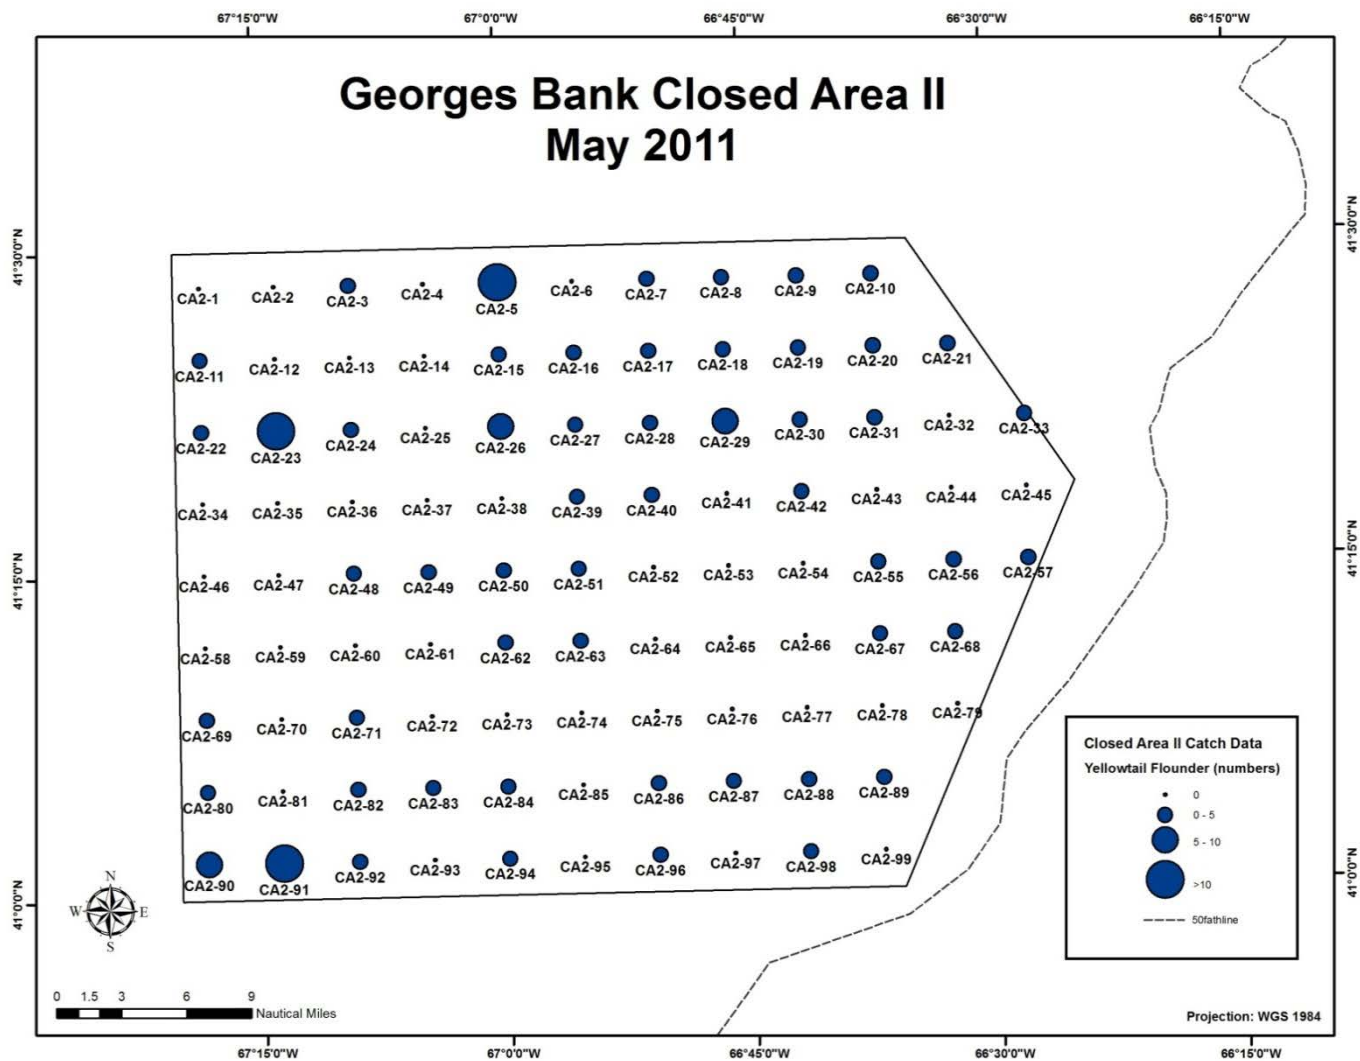 67°15'0"W 67°0'0"W 66°45'0"W 66°30'0"W 66°15'0"W
Georges Bank Closed Area II
May 2011
41°30'0"N 41°30'0"N
CA2-1 CA2-2 CA2-3 CA2-4 CA2-5 CA2-6 CA2-7 CA2-8 CA2-9 CA2-10
CA2-11 CA2-12 CA2-13 CA2-14 CA2-15 CA2-16 CA2-17 CA2-18 CA2-19 CA2-20 CA2-21
CA2-22 CA2-23 CA2-24 CA2-25 CA2-26 CA2-27 CA2-28 CA2-29 CA2-30 CA2-31 CA2-32 CA2-33
CA2-34 CA2-35 CA2-36 CA2-37 CA2-38 CA2-39 CA2-40 CA2-41 CA2-42 CA2-43 CA2-44 CA2-45
41°15'0"N 41°15'0"N
CA2-46 CA2-47 CA2-48 CA2-49 CA2-50 CA2-51 CA2-52 CA2-53 CA2-54 CA2-55 CA2-56 CA2-57
CA2-58 CA2-59 CA2-60 CA2-61 CA2-62 CA2-63 CA2-64 CA2-65 CA2-66 CA2-67 CA2-68
CA2-69 CA2-70 CA2-71 CA2-72 CA2-73 CA2-74 CA2-75 CA2-76 CA2-77 CA2-78 CA2-79
CA2-80 CA2-81 CA2-82 CA2-83 CA2-84 CA2-85 CA2-86 CA2-87 CA2-88 CA2-89
CA2-90 CA2-91 CA2-92 CA2-93 CA2-94 CA2-95 CA2-96 CA2-97 CA2-98 CA2-99
41°0'0"N 41°0'0"N
Closed Area II Catch Data
Yellowtail Flounder (numbers)
0
0 - 5
5 - 10
>10
50fathline
N
W E
S
0 1.5 3 6 9
Nautical Miles
Projection: WGS 1984
67°15'0"W 67°0'0"W 66°45'0"W 66°30'0"W 66°15'0"W